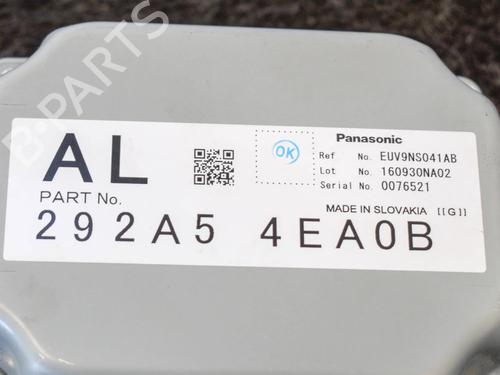 B-PARTS
AL
OK
Panasonic
Ref No. EUV9NS041AB
Lot No. 160930NA02
Serial No. 0076521
PART No.
MADE IN SLOVAKIA [[G]]
292A5 4EA0B